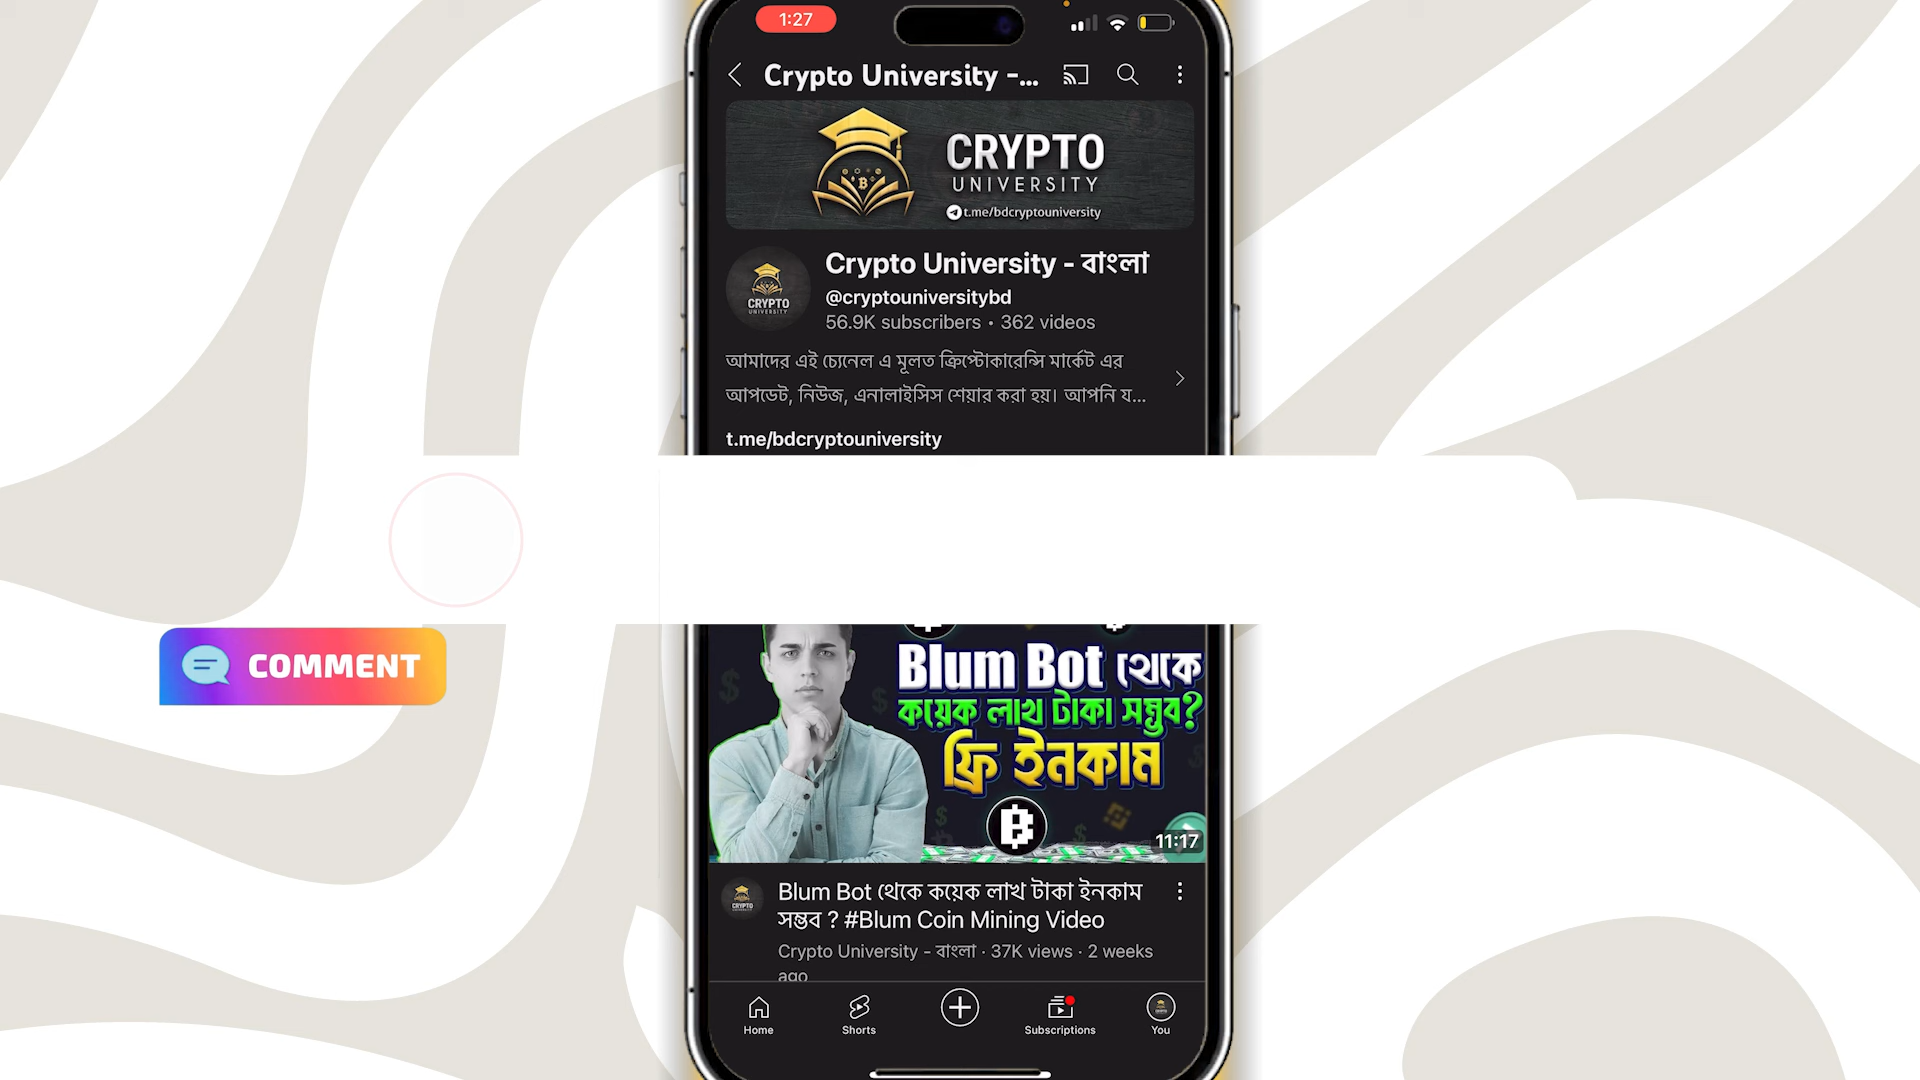 1:27
Crypto University -...
CRYPTO
UNIVERSITY
t.me/bdcryptouniversity
CRYPTO
UNIVERSITY
Crypto University - বাংলা
@cryptouniversitybd
56.9K subscribers • 362 videos
আমাদের এই চ্যেনেল এ মূলত ক্রিপ্টোকারেন্সি মার্কেট এর
আপডেট, নিউজ, এনালাইসিস শেয়ার করা হয়। আপনি য...
t.me/bdcryptouniversity
COMMENT
Blum Bot থেকে
কয়েক লাখ টাকা সম্ভব?
ফ্রি ইনকাম
11:17
CRYPTO
Blum Bot থেকে কয়েক লাখ টাকা ইনকাম
সম্ভব ? #Blum Coin Mining Video
Crypto University - বাংলা · 37K views · 2 weeks
ago
Home
Shorts
Subscriptions
You